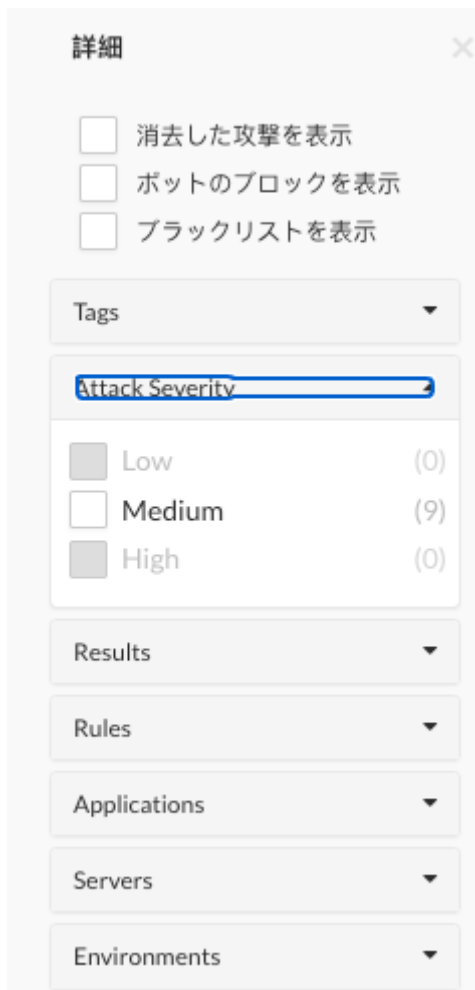 詳細
消去した攻撃を表示
ボットのブロックを表示
ブラックリストを表示
Tags
Attack Severity
Low (0)
Medium (9)
High (0)
Results
Rules
Applications
Servers
Environments